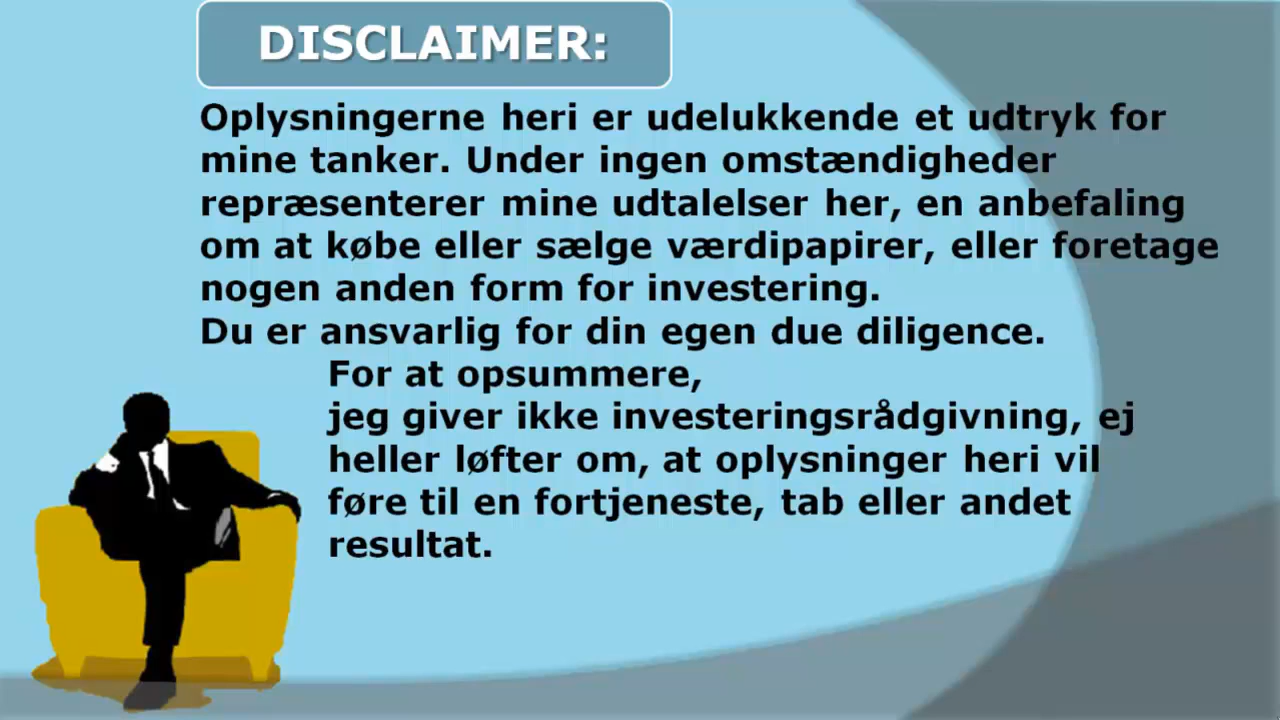 DISCLAIMER:
Oplysningerne heri er udelukkende et udtryk for
mine tanker. Under ingen omstændigheder
repræsenterer mine udtalelser her, en anbefaling
om at købe eller sælge værdipapirer, eller foretage
nogen anden form for investering.
Du er ansvarlig for din egen due diligence.
For at opsummere,
jeg giver ikke investeringsrådgivning, ej
heller løfter om, at oplysninger heri vil
føre til en fortjeneste, tab eller andet
resultat.